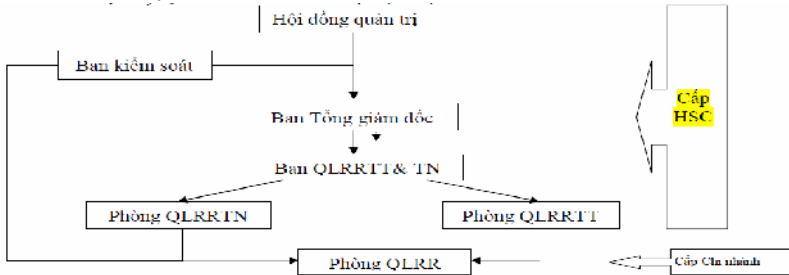 Hội đồng quản trị
Ban kiểm soát
Cấp
HSC
Ban Tổng giám đốc
Ban QLRRTT& TN
Phòng QLRRTN
Phòng QLRRTT
Phòng QLRR
Cấp Chi nhánh